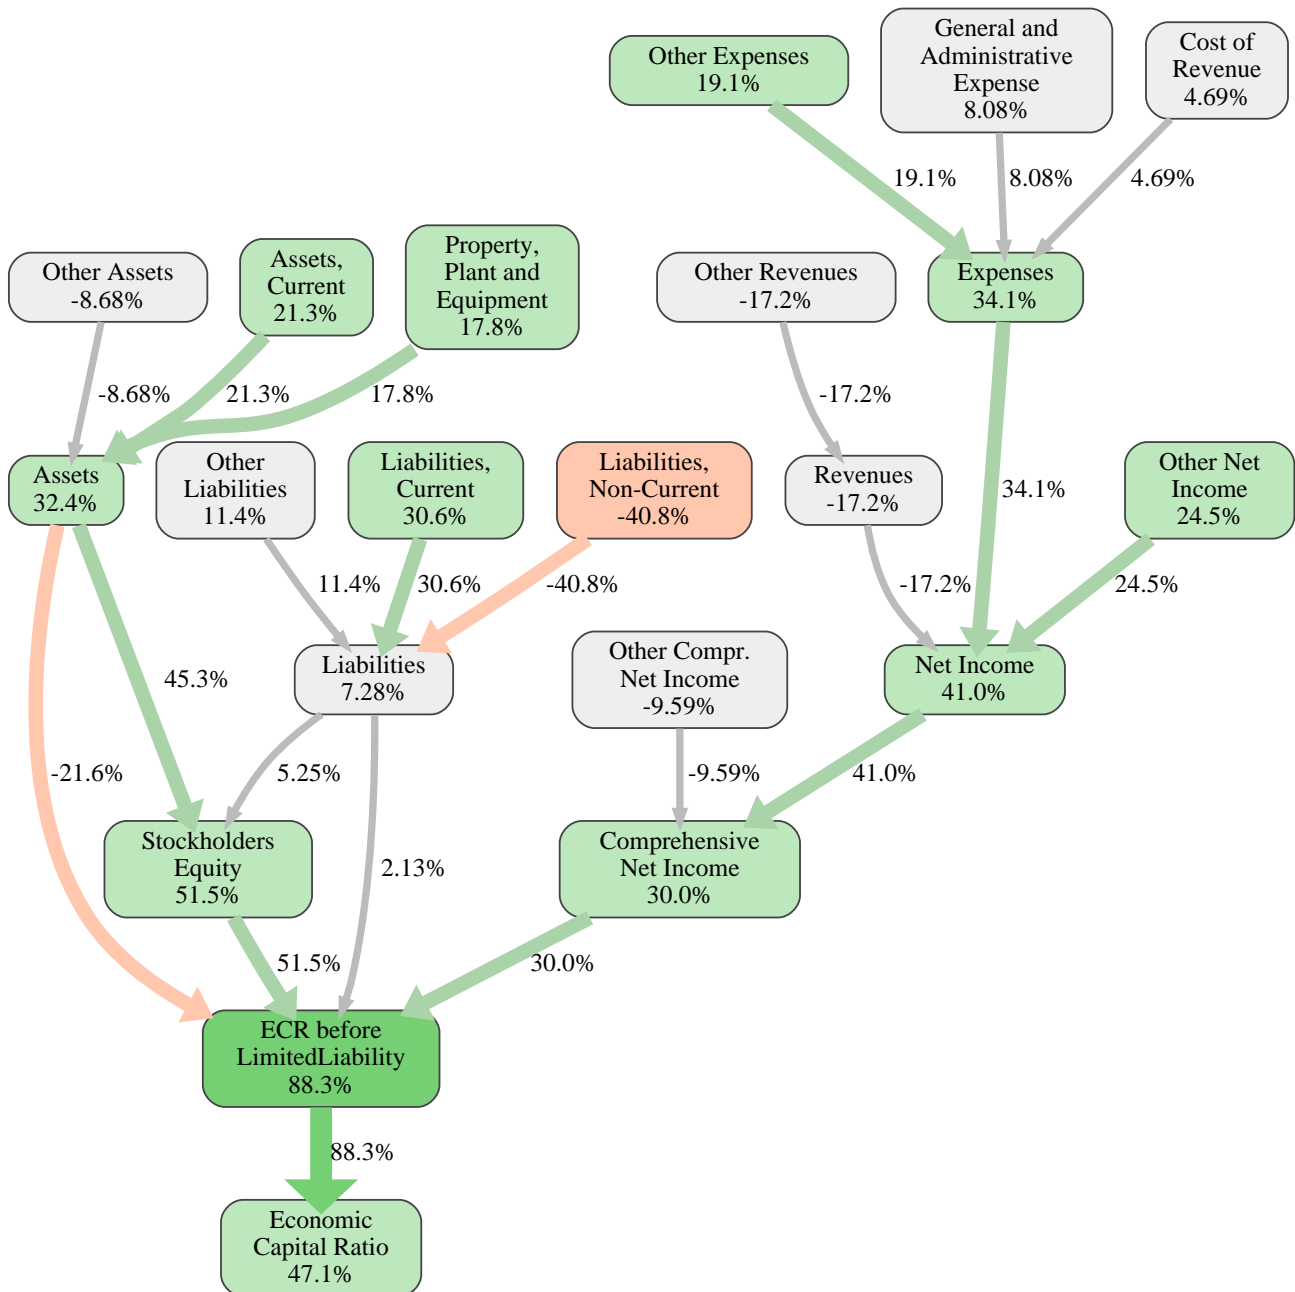 Other Expenses
19.1%
General and
Administrative
Expense
8.08%
Cost of
Revenue
4.69%
19.1%
8.08%
4.69%
Other Assets
-8.68%
Assets,
Current
21.3%
Property,
Plant and
Equipment
17.8%
Other Revenues
-17.2%
Expenses
34.1%
-8.68%
21.3%
17.8%
-17.2%
Assets
32.4%
Other
Liabilities
11.4%
Liabilities,
Current
30.6%
Liabilities,
Non-Current
-40.8%
Revenues
-17.2%
34.1%
Other Net
Income
24.5%
11.4%
30.6%
-40.8%
-17.2%
24.5%
45.3%
Liabilities
7.28%
Other Compr.
Net Income
-9.59%
Net Income
41.0%
-21.6%
5.25%
-9.59%
41.0%
Stockholders
Equity
51.5%
2.13%
Comprehensive
Net Income
30.0%
51.5%
30.0%
ECR before
LimitedLiability
88.3%
88.3%
Economic
Capital Ratio
47.1%